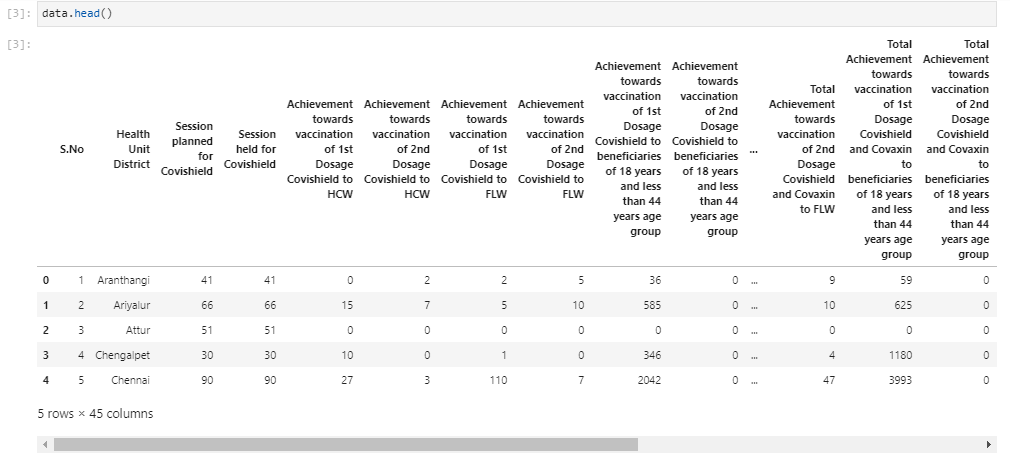 [3]: data.head()
[3]:
S.No
Health
Unit
District
Session
planned
for
Covishield
Session
held for
Covishield
Achievement
towards
vaccination
of 1st
Dosage
Covishield to
HCW
Achievement
towards
vaccination
of 2nd
Dosage
Covishield to
HCW
Achievement
towards
vaccination
of 1st
Dosage
Covishield to
FLW
Achievement
towards
vaccination
of 2nd
Dosage
Covishield to
FLW
Achievement
towards
vaccination
of 1st
Dosage
Covishield to
beneficiaries
of 18 years
and less
than 44
years age
group
Achievement
towards
vaccination
of 2nd
Dosage
Covishield to
beneficiaries
of 18 years
and less
than 44
years age
group
...
Total
Achievement
towards
vaccination
of 2nd
Dosage
Covishield
and Covaxin
to FLW
Total
Achievement
towards
vaccination
of 1st
Dosage
Covishield
and Covaxin
to
beneficiaries
of 18 years
and less
than 44
years age
group
Total
Achievement
towards
vaccination
of 2nd
Dosage
Covishield
and Covaxin
to
beneficiaries
of 18 years
and less
than 44
years age
group
0 1 Aranthangi 41 41 0 2 2 5 36 0 ... 9 59 0
1 2 Ariyalur 66 66 15 7 5 10 585 0 ... 10 625 0
2 3 Attur 51 51 0 0 0 0 0 0 ... 0 0 0
3 4 Chengalpet 30 30 10 0 1 0 346 0 ... 4 1180 0
4 5 Chennai 90 90 27 3 110 7 2042 0 ... 47 3993 0
5 rows × 45 columns